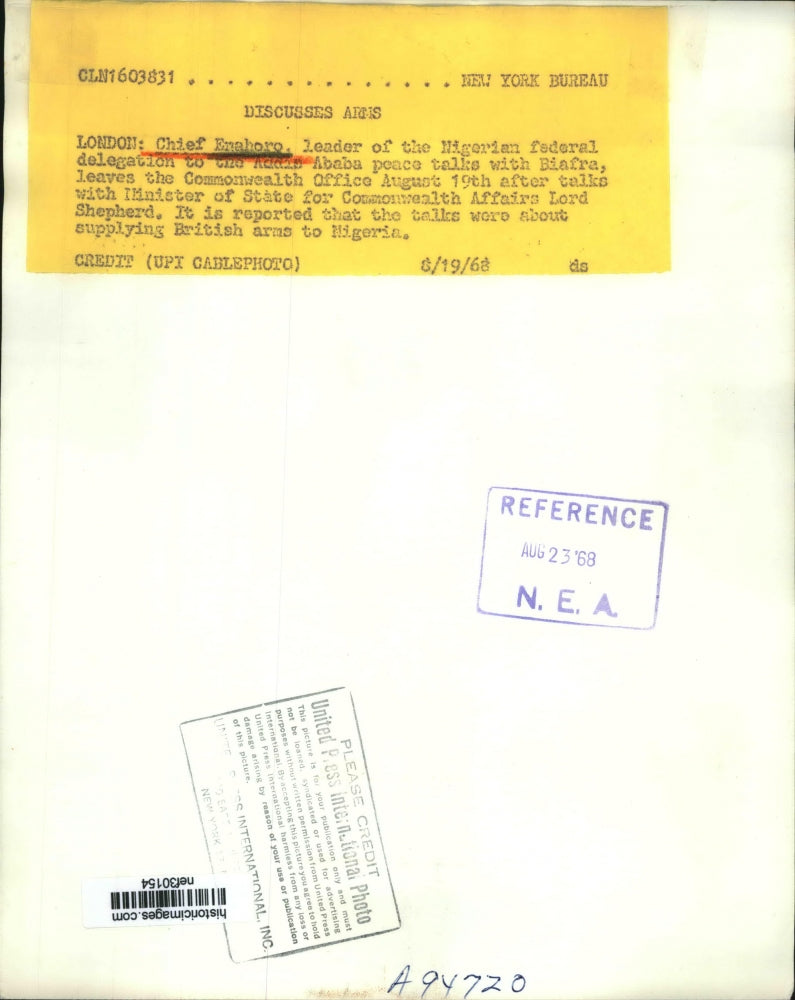 CLN1603831 . . . . . . . . . . . . . . NEW YORK BUREAU
DISCUSSES ARMS
LONDON: Chief Enahoro, leader of the Nigerian federal
delegation to the Addis Ababa peace talks with Biafra,
leaves the Commonwealth Office August 19th after talks
with Minister of State for Commonwealth Affairs Lord
Shepherd. It is reported that the talks were about
supplying British arms to Nigeria.
CREDIT (UPI CABLEPHOTO) 8/19/68 ds
REFERENCE
AUG 23 '68
N. E. A.
PLEASE CREDIT
United Press International Photo
This picture is for your publication only and must
not be loaned, syndicated or used for advertising
purposes without written permission from United Press
International. By accepting this picture you agree to hold
United Press International harmless from any loss or
damage arising by reason of your use or publication
of this picture.
UNITED PRESS INTERNATIONAL, INC.
NEW YORK
historicimages.com
nef30154
A94720